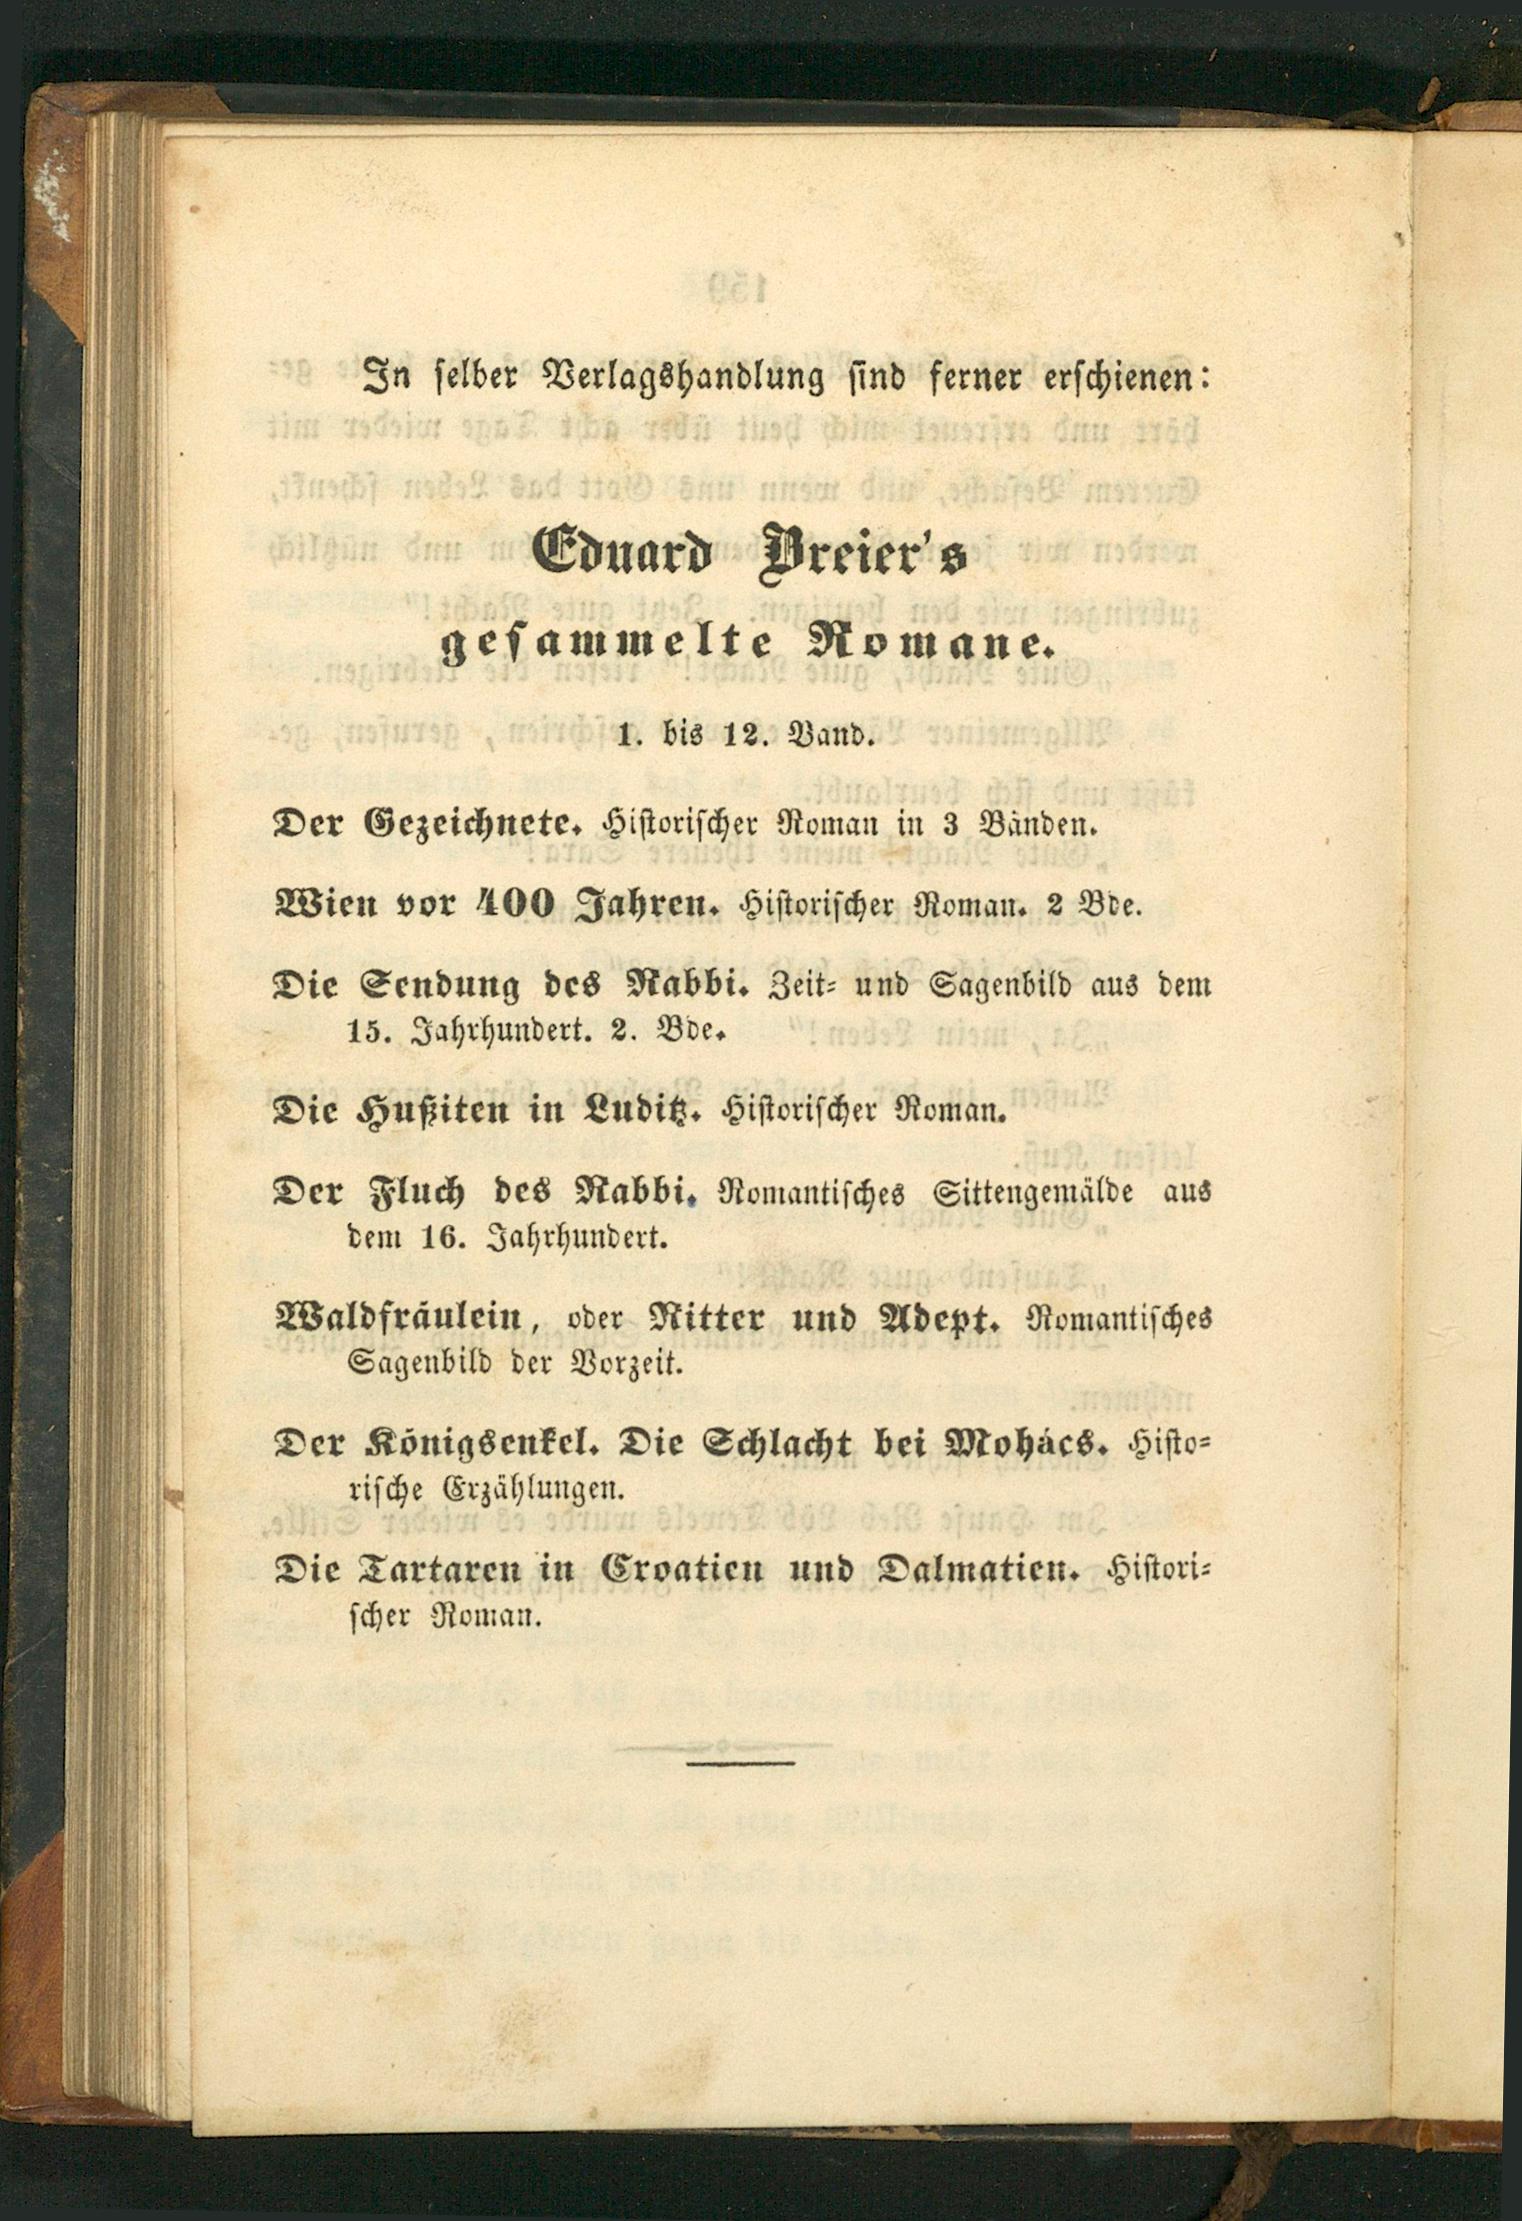 In selber Verlagshandlung sind ferner erschienen:
Eduard Breier's
gesammelte Romane.
1. bis 12. Band.
Der Gezeichnete. Historischer Roman in 3 Bänden.
Wien vor 400 Jahren. Historischer Roman. 2 Bde.
Die Sendung des Rabbi. Zeit- und Sagenbild aus dem
15. Jahrhundert. 2. Bde.
Die Hußiten in Luditz. Historischer Roman.
Der Fluch des Rabbi. Romantisches Sittengemälde aus
dem 16. Jahrhundert.
Waldfräulein, oder Ritter und Adept. Romantisches
Sagenbild der Vorzeit.
Der Königsenkel. Die Schlacht bei Mohács. Histo-
rische Erzählungen.
Die Tartaren in Croatien und Dalmatien. Histori-
scher Roman.